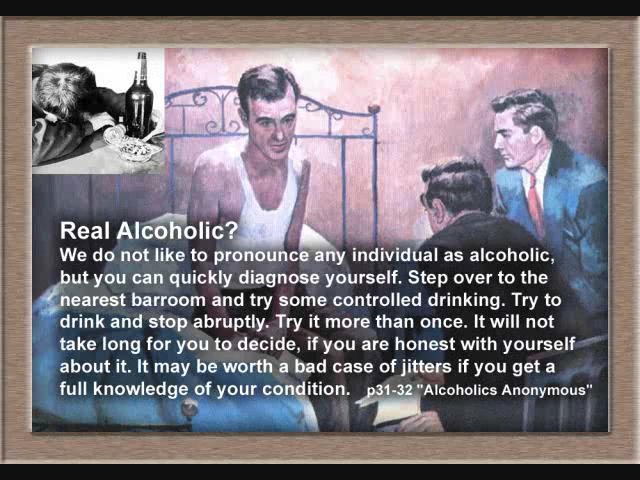 Real Alcoholic?
We do not like to pronounce any individual as alcoholic,
but you can quickly diagnose yourself. Step over to the
nearest barroom and try some controlled drinking. Try to
drink and stop abruptly. Try it more than once. It will not
take long for you to decide, if you are honest with yourself
about it. It may be worth a bad case of jitters if you get a
full knowledge of your condition. p31-32 "Alcoholics Anonymous"